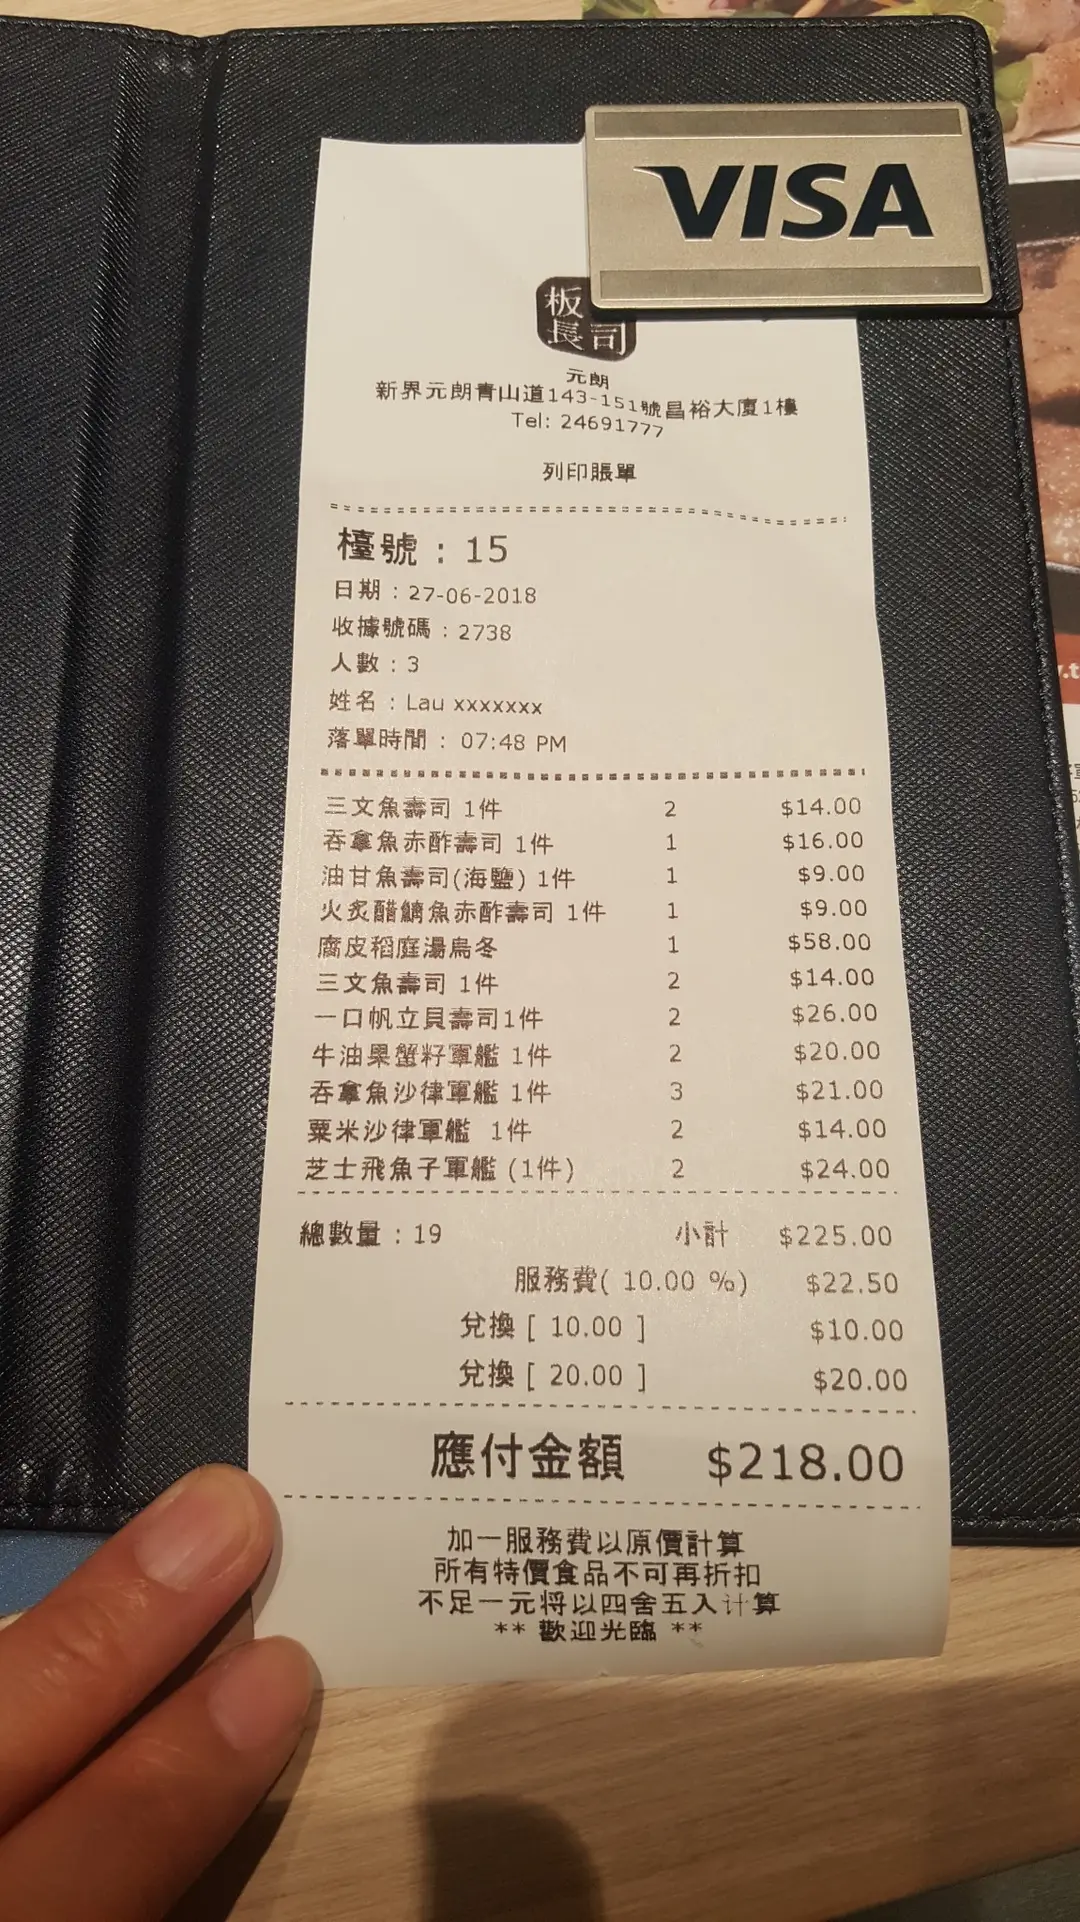 VISA
板
長司
元朗
新界元朗青山道143-151號昌裕大廈1樓
Tel: 24691777
列印賬單
檯號 : 15
日期 : 27-06-2018
收據號碼 : 2738
人數 : 3
姓名 : Lau xxxxxxx
落單時間 : 07:48 PM
三文魚壽司 1件 2 $14.00
吞拿魚赤酢壽司 1件 1 $16.00
油甘魚壽司(海鹽) 1件 1 $9.00
火炙醋鯖魚赤酢壽司 1件 1 $9.00
腐皮稻庭湯烏冬 1 $58.00
三文魚壽司 1件 2 $14.00
一口帆立貝壽司1件 2 $26.00
牛油果蟹籽軍艦 1件 2 $20.00
吞拿魚沙律軍艦 1件 3 $21.00
粟米沙律軍艦 1件 2 $14.00
芝士飛魚子軍艦 (1件) 2 $24.00
總數量 : 19 小計 $225.00
服務費( 10.00 %) $22.50
兌換 [ 10.00 ] $10.00
兌換 [ 20.00 ] $20.00
應付金額 $218.00
加一服務費以原價計算
所有特價食品不可再折扣
不足一元将以四舍五入计算
** 歡迎光臨 **